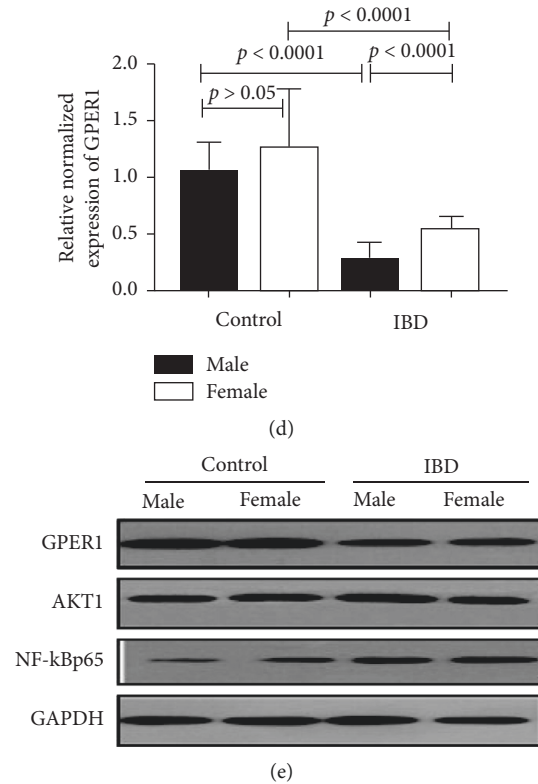 p < 0.0001
p < 0.0001
p < 0.0001
p > 0.05
Relative normalized
expression of GPER1
2.0
1.5
1.0
0.5
0.0
Control
IBD
Male
Female
(d)
Control
IBD
Male
Female
Male
Female
GPER1
AKT1
NF-kBp65
GAPDH
(e)